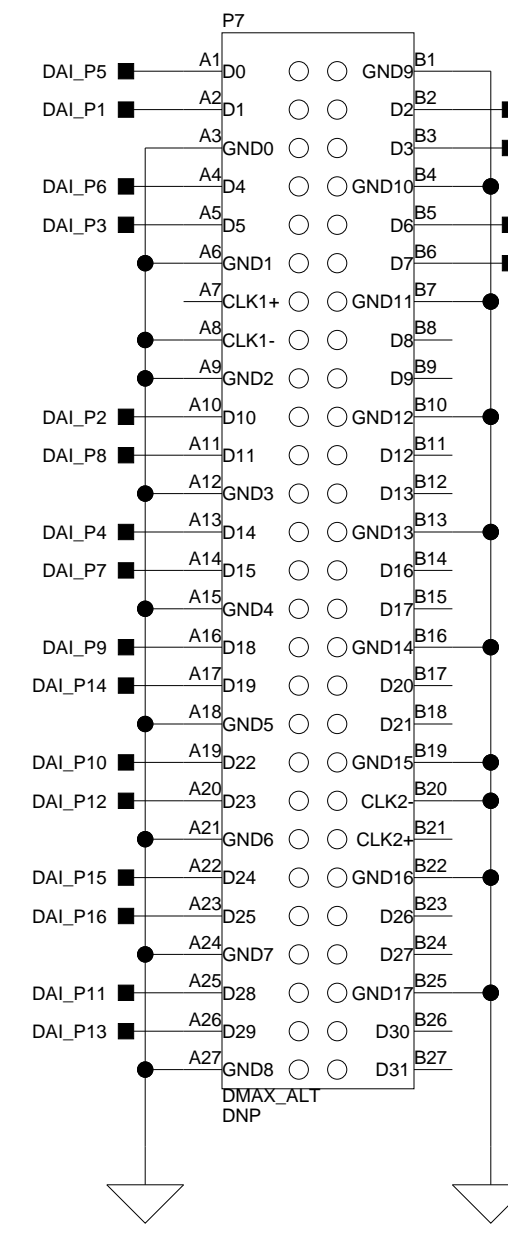 P7
DAI_P5 A1 D0 GND9 B1
DAI_P1 A2 D1 D2 B2
A3 GND0 D3 B3
DAI_P6 A4 D4 GND10 B4
DAI_P3 A5 D5 D6 B5
A6 GND1 D7 B6
A7 CLK1+ GND11 B7
A8 CLK1- D8 B8
A9 GND2 D9 B9
DAI_P2 A10 D10 GND12 B10
DAI_P8 A11 D11 D12 B11
A12 GND3 D13 B12
DAI_P4 A13 D14 GND13 B13
DAI_P7 A14 D15 D16 B14
A15 GND4 D17 B15
DAI_P9 A16 D18 GND14 B16
DAI_P14 A17 D19 D20 B17
A18 GND5 D21 B18
DAI_P10 A19 D22 GND15 B19
DAI_P12 A20 D23 CLK2- B20
A21 GND6 CLK2+ B21
DAI_P15 A22 D24 GND16 B22
DAI_P16 A23 D25 D26 B23
A24 GND7 D27 B24
DAI_P11 A25 D28 GND17 B25
DAI_P13 A26 D29 D30 B26
A27 GND8 D31 B27
DMAX_ALT
DNP